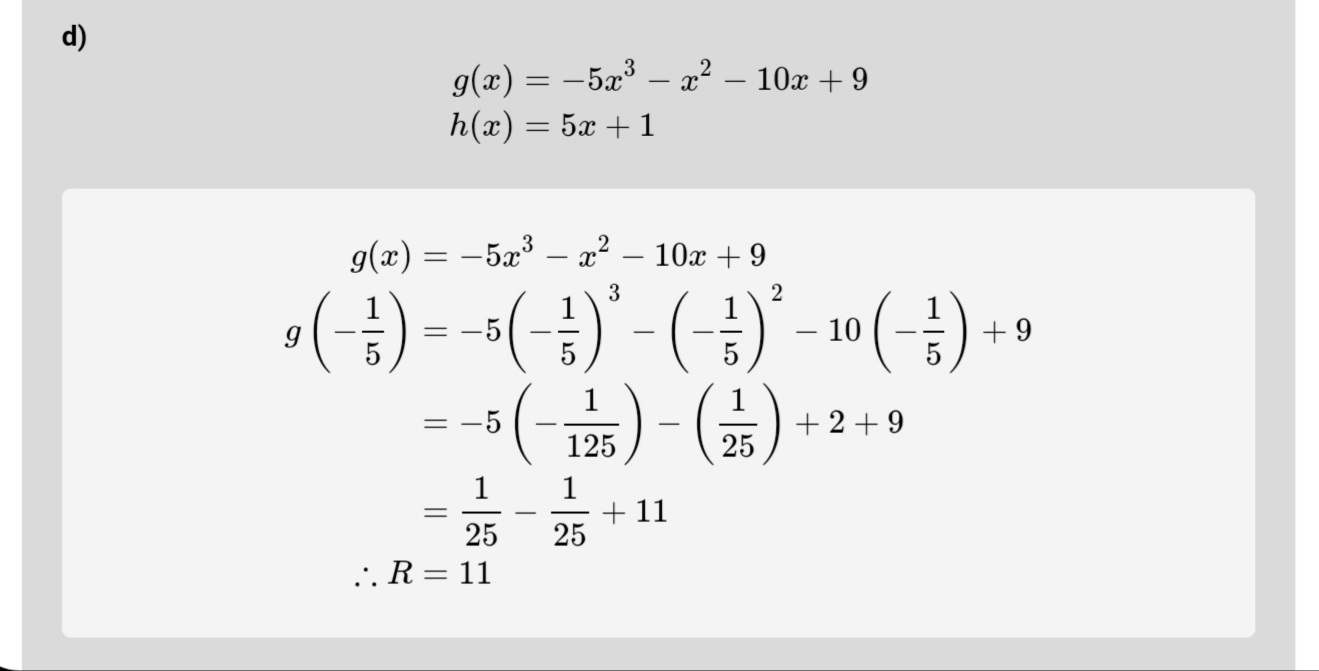 d)
g(x) = −5x³ − x² − 10x + 9
h(x) = 5x + 1
g(x) = −5x³ − x² − 10x + 9
g(−1/5) = −5(−1/5)³ − (−1/5)² − 10(−1/5) + 9
= −5(−1/125) − (1/25) + 2 + 9
= 1/25 − 1/25 + 11
∴ R = 11